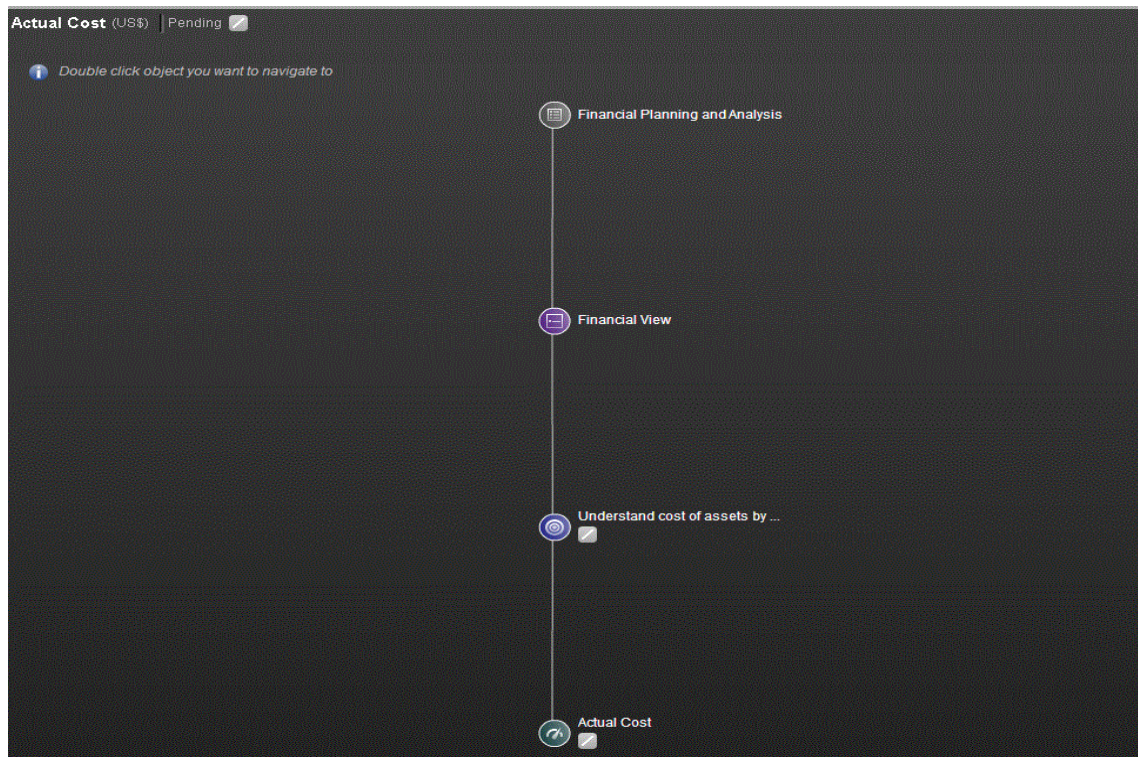 Actual Cost (US$) Pending
Double click object you want to navigate to
Financial Planning and Analysis
Financial View
Understand cost of assets by ...
Actual Cost